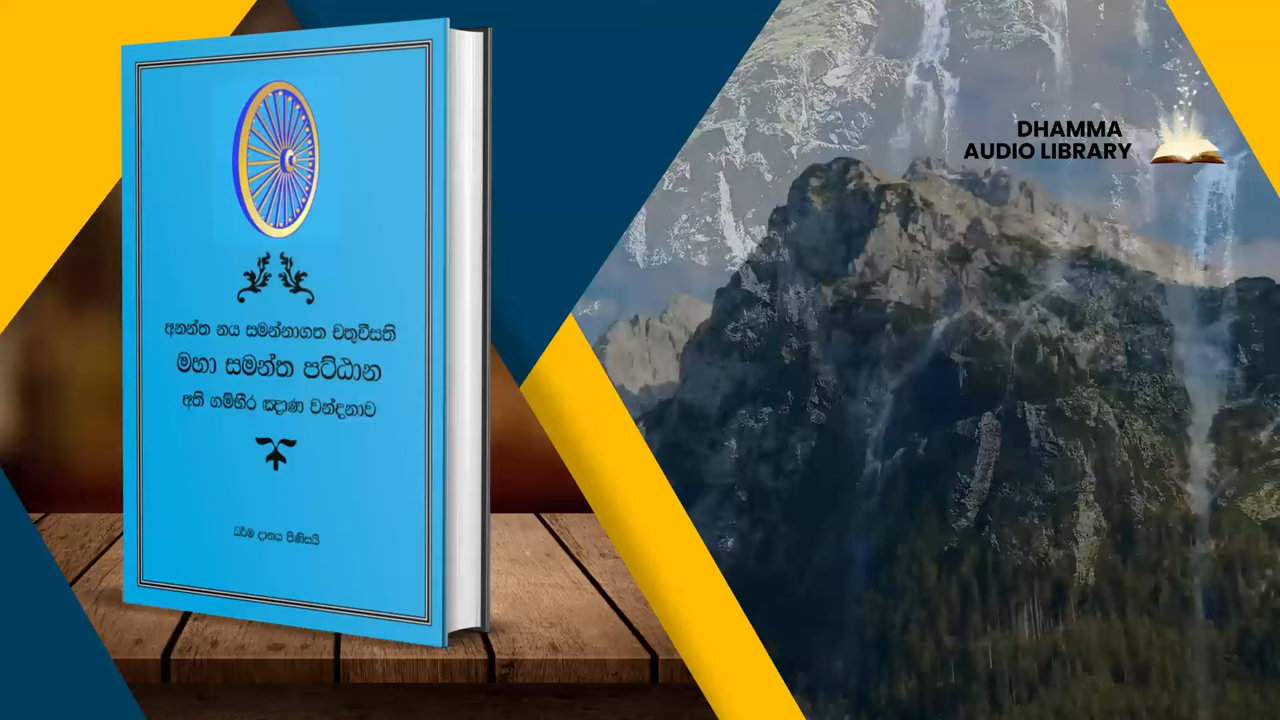 අනන්ත නය සමන්නාගත චතුවීසති
මහා සමන්ත පට්ඨාන
අති ගම්භීර ඤාණ වන්දනාව
ධර්ම දානය පිණිසයි
DHAMMA
AUDIO LIBRARY